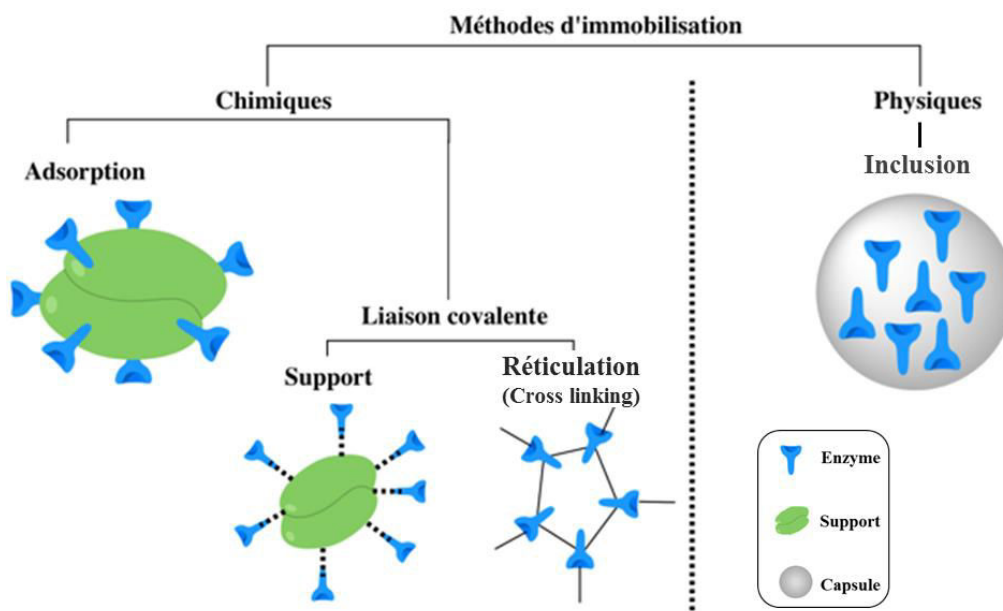 Méthodes d'immobilisation
Chimiques
Physiques
Adsorption
Inclusion
Liaison covalente
Support
Réticulation
(Cross linking)
Enzyme
Support
Capsule